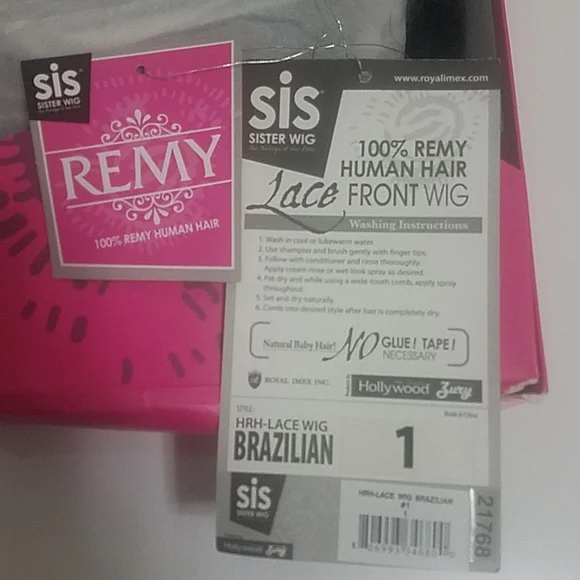 SiS
SISTER WIG
REMY
100% REMY HUMAN HAIR
www.royalimex.com
SiS
SISTER WIG
100% REMY
HUMAN HAIR
Lace FRONT WIG
Washing Instructions
1. Wash in cool or lukewarm water.
2. Use shampoo and brush gently with finger tips.
3. Follow with conditioner and rinse thoroughly.
Apply cream rinse or wet look spray as desired.
4. Pat dry and while using a wide-tooth comb, apply spray
throughout.
5. Set and dry naturally.
6. Comb into desired style after hair is completely dry.
Natural Baby Hair! NO GLUE! TAPE!
NECESSARY
ROYAL IMEX INC.
Hollywood Zury
STYLE:
HRH-LACE WIG
BRAZILIAN
1
SiS
SISTER WIG
Hollywood Zury
HRH-LACE WIG BRAZILIAN
#1
1
21768